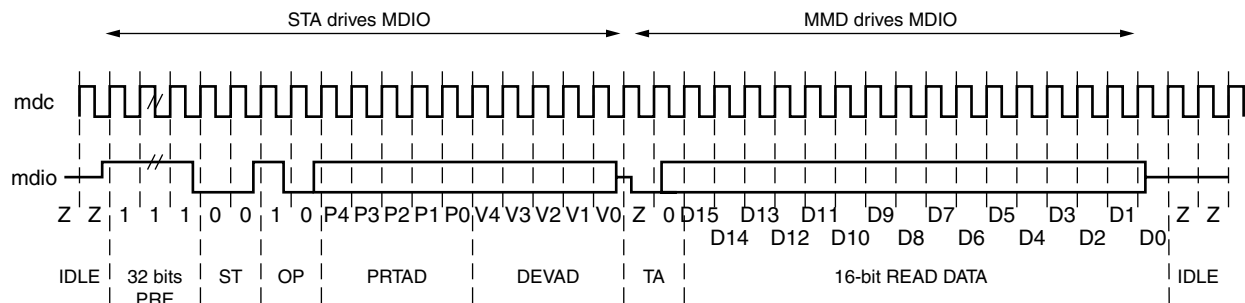 STA drives MDIO MMD drives MDIO
mdc
mdio
Z Z 1 1 1 0 0 1 0 P4 P3 P2 P1 P0 V4 V3 V2 V1 V0 Z 0 D15 D13 D11 D9 D7 D5 D3 D1 Z Z
D14 D12 D10 D8 D6 D4 D2 D0
IDLE 32 bits ST OP PRTAD DEVAD TA 16-bit READ DATA IDLE
PRE